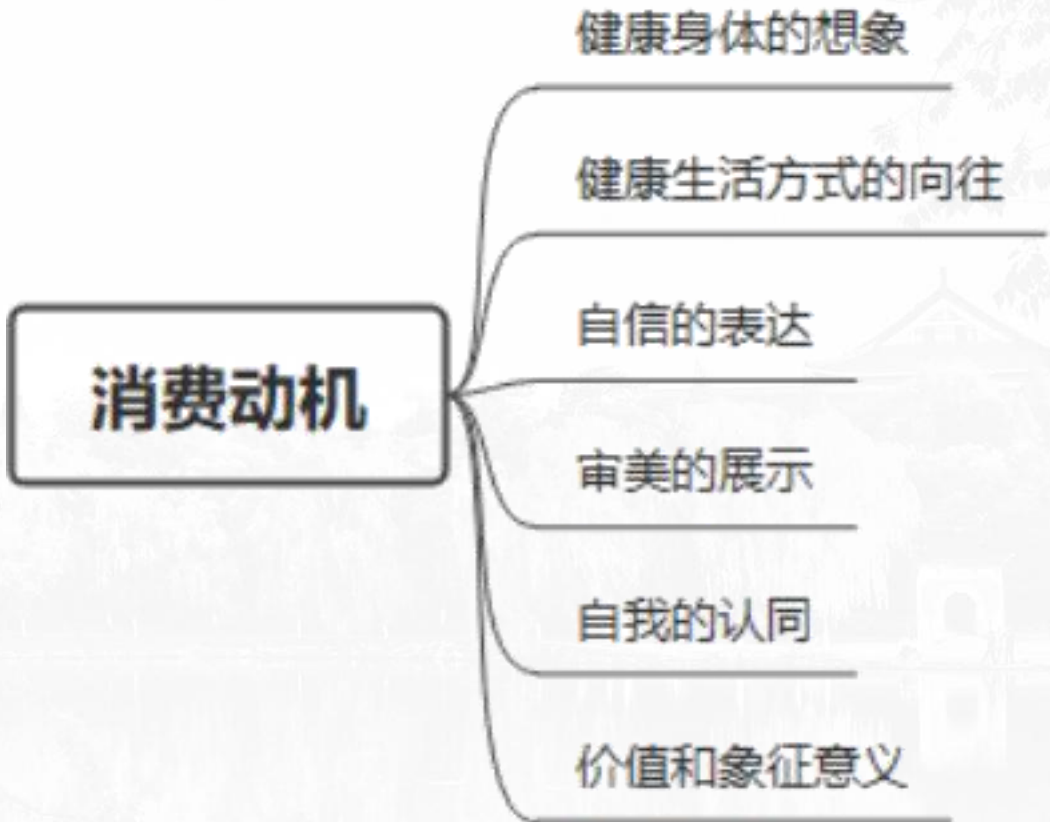 健康身体的想象
健康生活方式的向往
自信的表达
消费动机
审美的展示
自我的认同
价值和象征意义